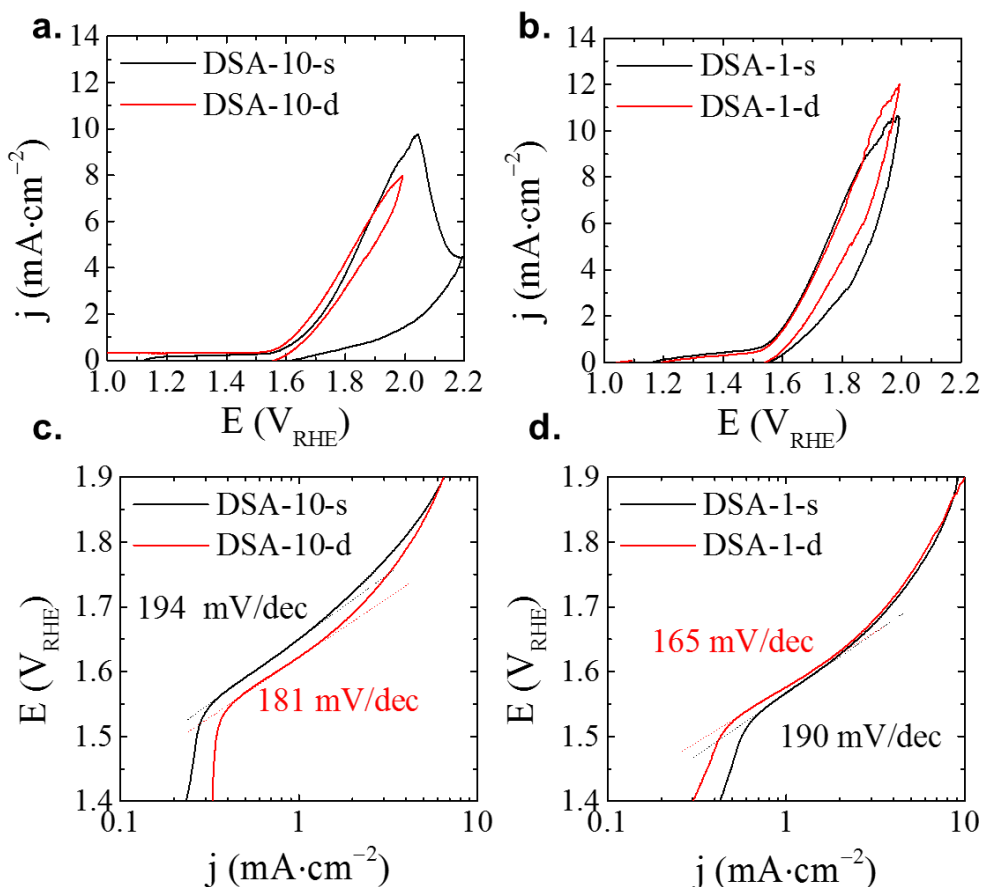 a.
14
12
10
8
6
4
2
0
j (mA·cm⁻²)
DSA-10-s
DSA-10-d
1.0 1.2 1.4 1.6 1.8 2.0 2.2
E (V_RHE)
b.
14
12
10
8
6
4
2
0
j (mA·cm⁻²)
DSA-1-s
DSA-1-d
1.0 1.2 1.4 1.6 1.8 2.0 2.2
E (V_RHE)
c.
1.9
1.8
1.7
1.6
1.5
1.4
E (V_RHE)
DSA-10-s
DSA-10-d
194 mV/dec
181 mV/dec
0.1 1 10
j (mA·cm⁻²)
d.
1.9
1.8
1.7
1.6
1.5
1.4
E (V_RHE)
DSA-1-s
DSA-1-d
165 mV/dec
190 mV/dec
0.1 1 10
j (mA·cm⁻²)